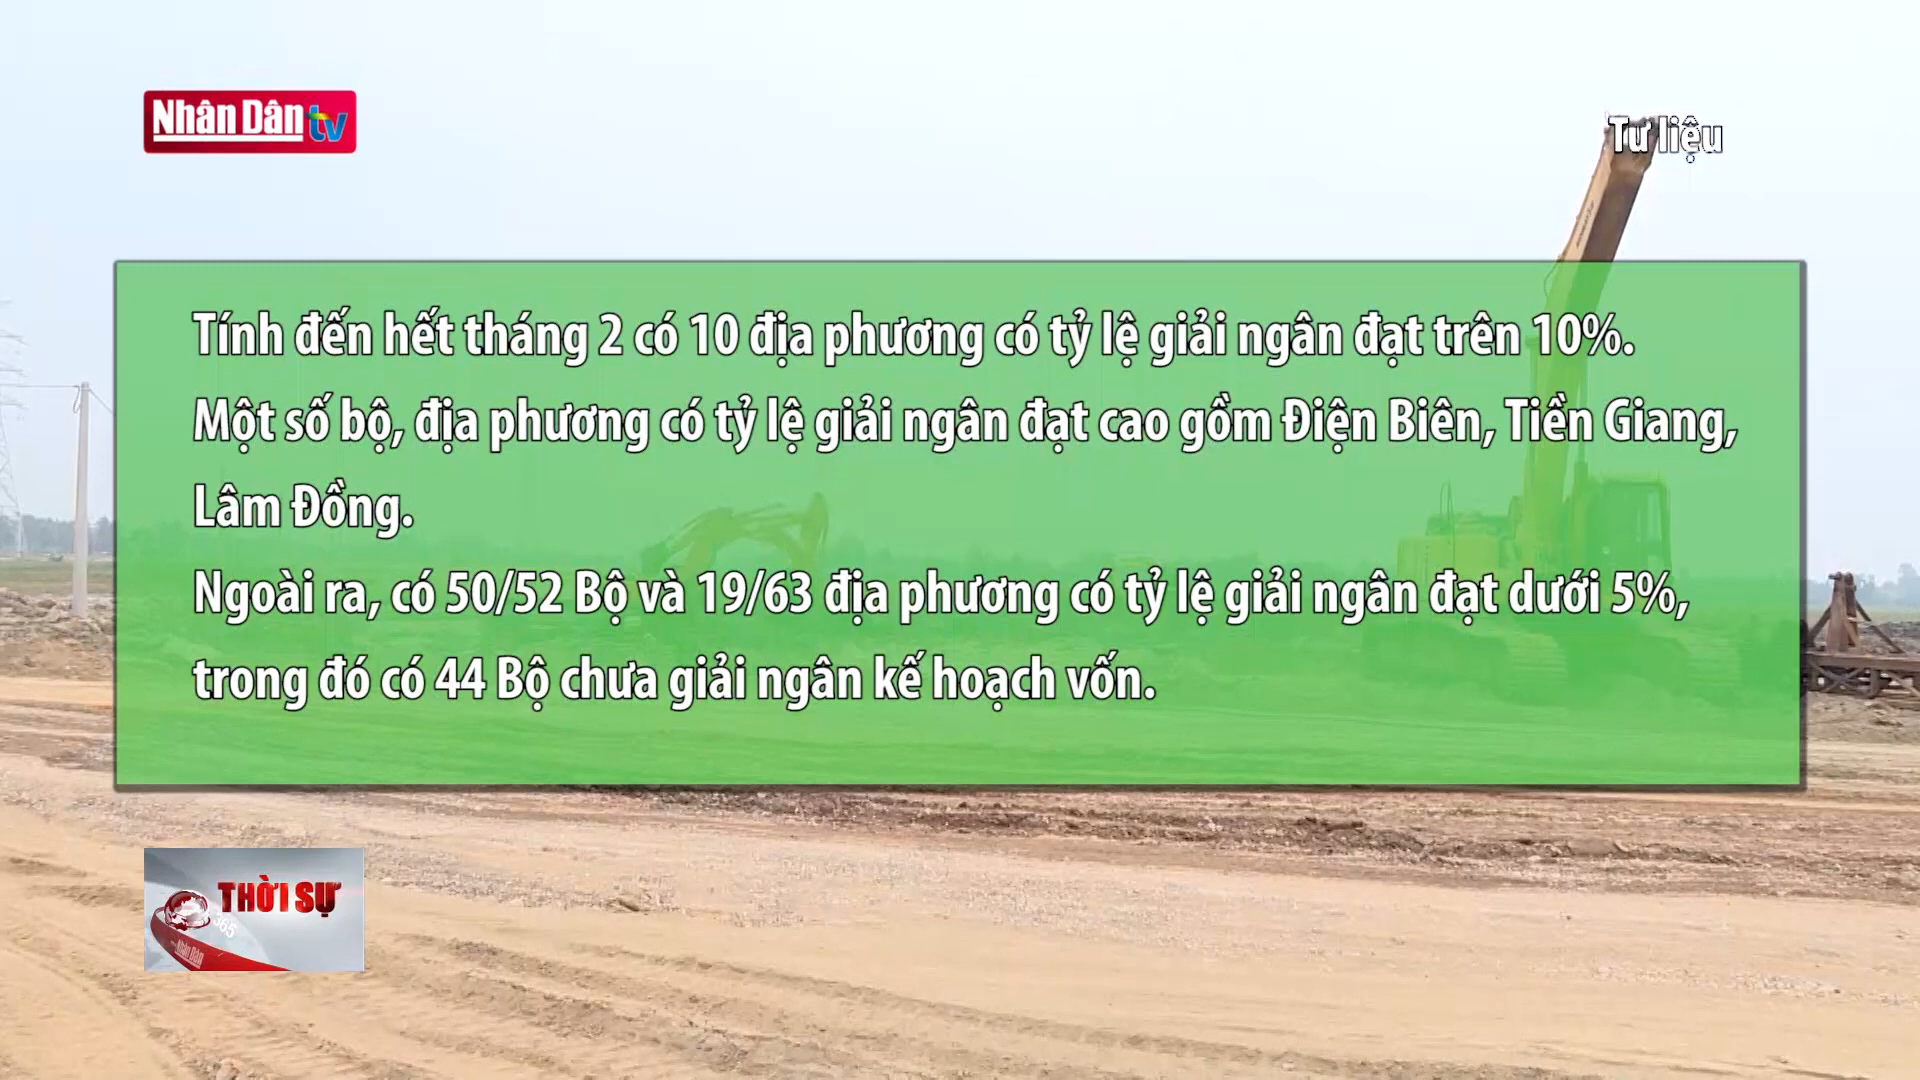 Nhân Dân tv
Tư liệu
Tính đến hết tháng 2 có 10 địa phương có tỷ lệ giải ngân đạt trên 10%.
Một số bộ, địa phương có tỷ lệ giải ngân đạt cao gồm Điện Biên, Tiền Giang,
Lâm Đồng.
Ngoài ra, có 50/52 Bộ và 19/63 địa phương có tỷ lệ giải ngân đạt dưới 5%,
trong đó có 44 Bộ chưa giải ngân kế hoạch vốn.
THỜI SỰ
365
Nhân Dân